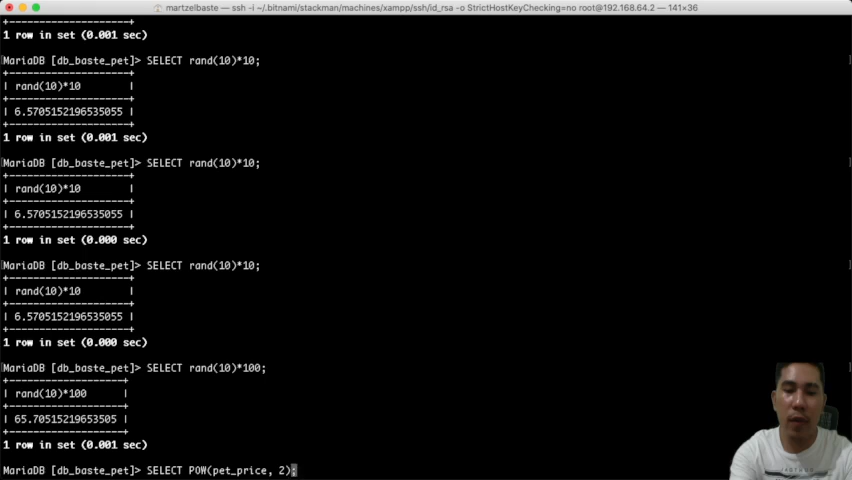 martzelbaste — ssh -i ~/.bitnami/stackman/machines/xampp/ssh/id_rsa -o StrictHostKeyChecking=no root@192.168.64.2 — 141×36
+---------------------+
1 row in set (0.001 sec)
MariaDB [db_baste_pet]> SELECT rand(10)*10;
+---------------------+
| rand(10)*10         |
+---------------------+
| 6.5705152196535055 |
+---------------------+
1 row in set (0.001 sec)
MariaDB [db_baste_pet]> SELECT rand(10)*10;
+---------------------+
| rand(10)*10         |
+---------------------+
| 6.5705152196535055 |
+---------------------+
1 row in set (0.000 sec)
MariaDB [db_baste_pet]> SELECT rand(10)*10;
+---------------------+
| rand(10)*10         |
+---------------------+
| 6.5705152196535055 |
+---------------------+
1 row in set (0.000 sec)
MariaDB [db_baste_pet]> SELECT rand(10)*100;
+--------------------+
| rand(10)*100      |
+--------------------+
| 65.70515219653505 |
+--------------------+
1 row in set (0.001 sec)
MariaDB [db_baste_pet]> SELECT POW(pet_price, 2);